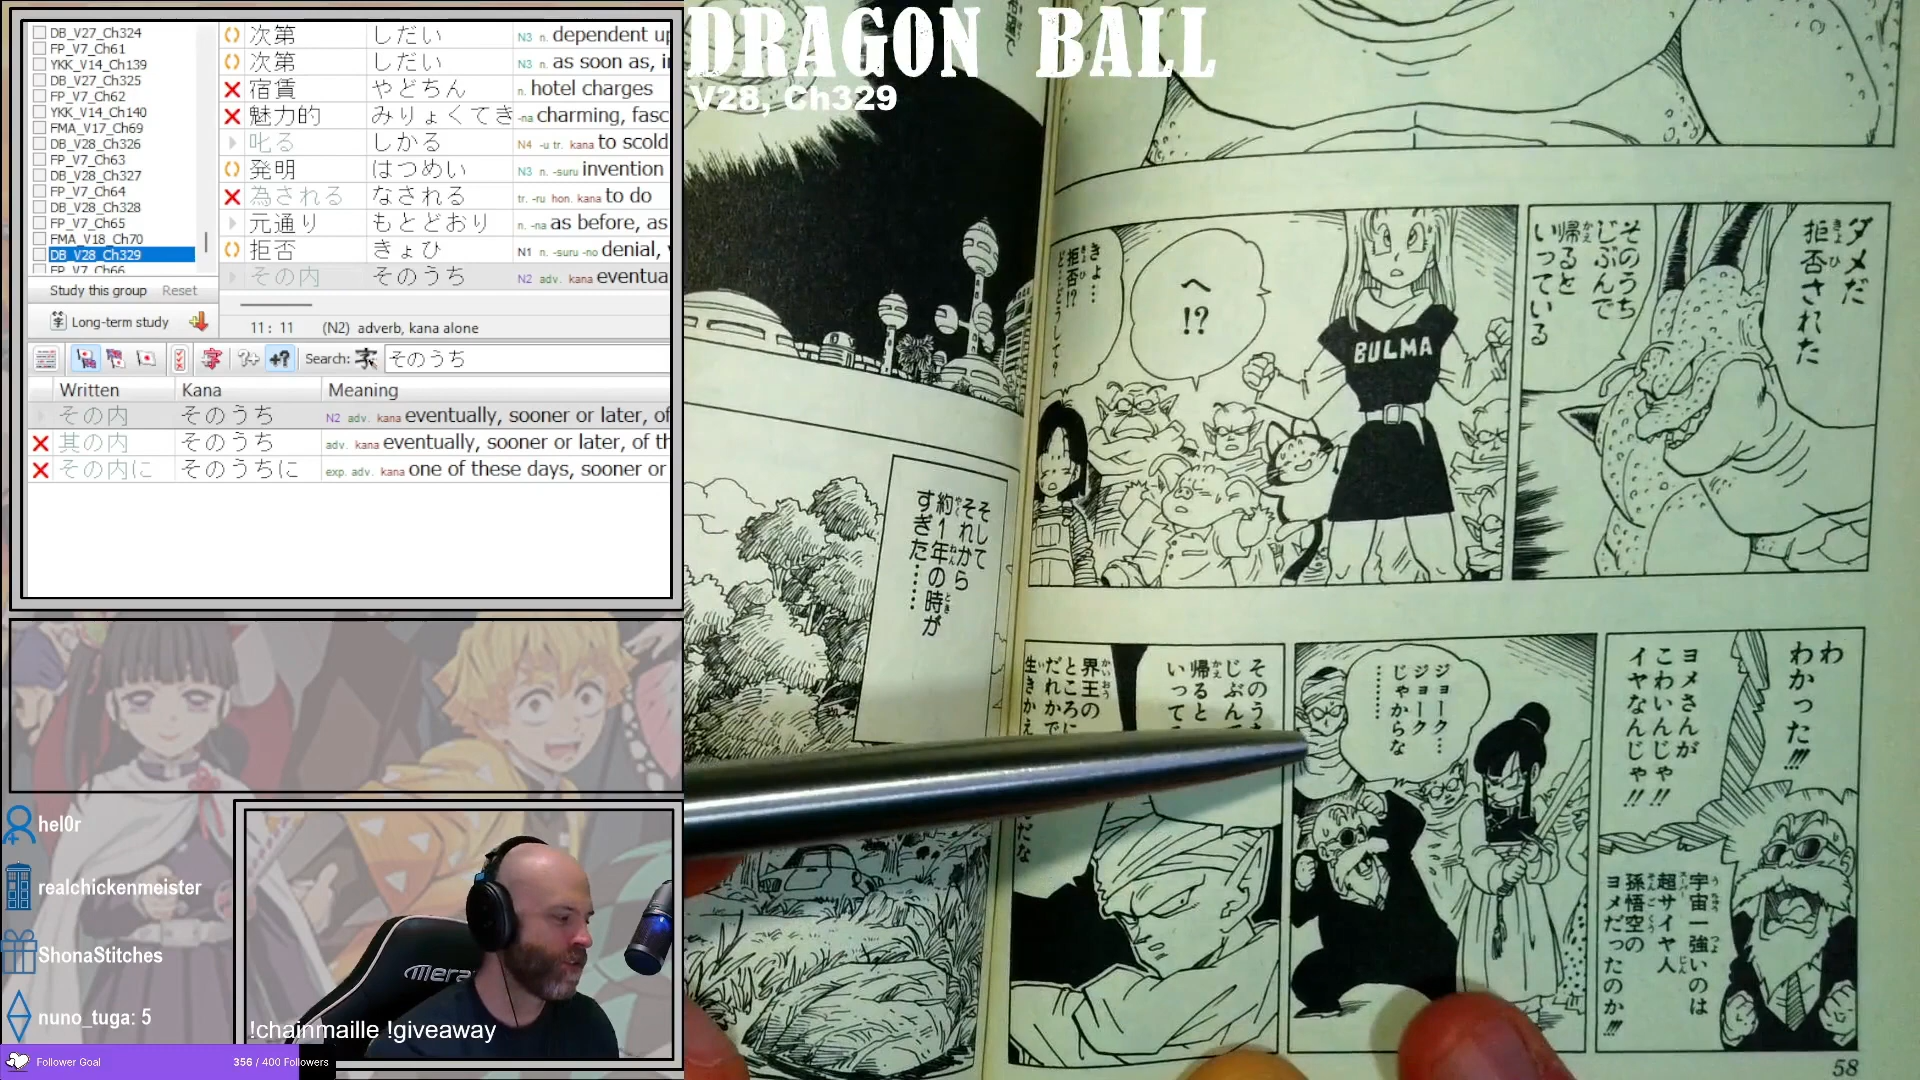 DB_V27_Ch324
FP_V7_Ch61
YKK_V14_Ch139
DB_V27_Ch325
FP_V7_Ch62
YKK_V14_Ch140
FMA_V17_Ch69
DB_V28_Ch326
FP_V7_Ch63
DB_V28_Ch327
FP_V7_Ch64
DB_V28_Ch328
FP_V7_Ch65
FMA_V18_Ch70
DB_V28_Ch329
FP_V7_Ch66
Study this group Reset
Long-term study
次第 しだい N3 n. dependent up
次第 しだい N3 n. as soon as, i
宿賃 やどちん n. hotel charges
魅力的 みりょくてき -na charming, fasc
叱る しかる N4 -u tr. kana to scold
発明 はつめい N3 n. -suru invention
為される なされる tr. -ru hon. kana to do
元通り もとどおり n. -na as before, as
拒否 きょひ N1 n. -suru -no denial,
その内 そのうち N2 adv. kana eventua
11: 11 (N2) adverb, kana alone
Search: そのうち
Written Kana Meaning
その内 そのうち N2 adv. kana eventually, sooner or later, of
其の内 そのうち adv. kana eventually, sooner or later, of th
その内に そのうちに exp. adv. kana one of these days, sooner or
hel0r
realchickenmeister
ShonaStitches
nuno_tuga: 5
!chainmaille !giveaway
Follower Goal 356 / 400 Followers
DRAGON BALL
V28, Ch329
ダメだ
拒否された
そのうち
じぶんで
帰ると
いっている
へ!?
きょ…
拒否!?
ど…どうして?
BULMA
わ
わかった!!!
ヨメさんが
こわいんじゃ!!
イヤなんじゃ!!
宇宙一強いのは
超サイヤ人
孫悟空の
ヨメだったのか!!!
ジョーク…
ジョーク
じゃからな
………
そのう
じぶんで
帰ると
いって
界王の
ところに
だれかで
生きかえ
だな
そして
それから
約1年の時が
すぎた……
58